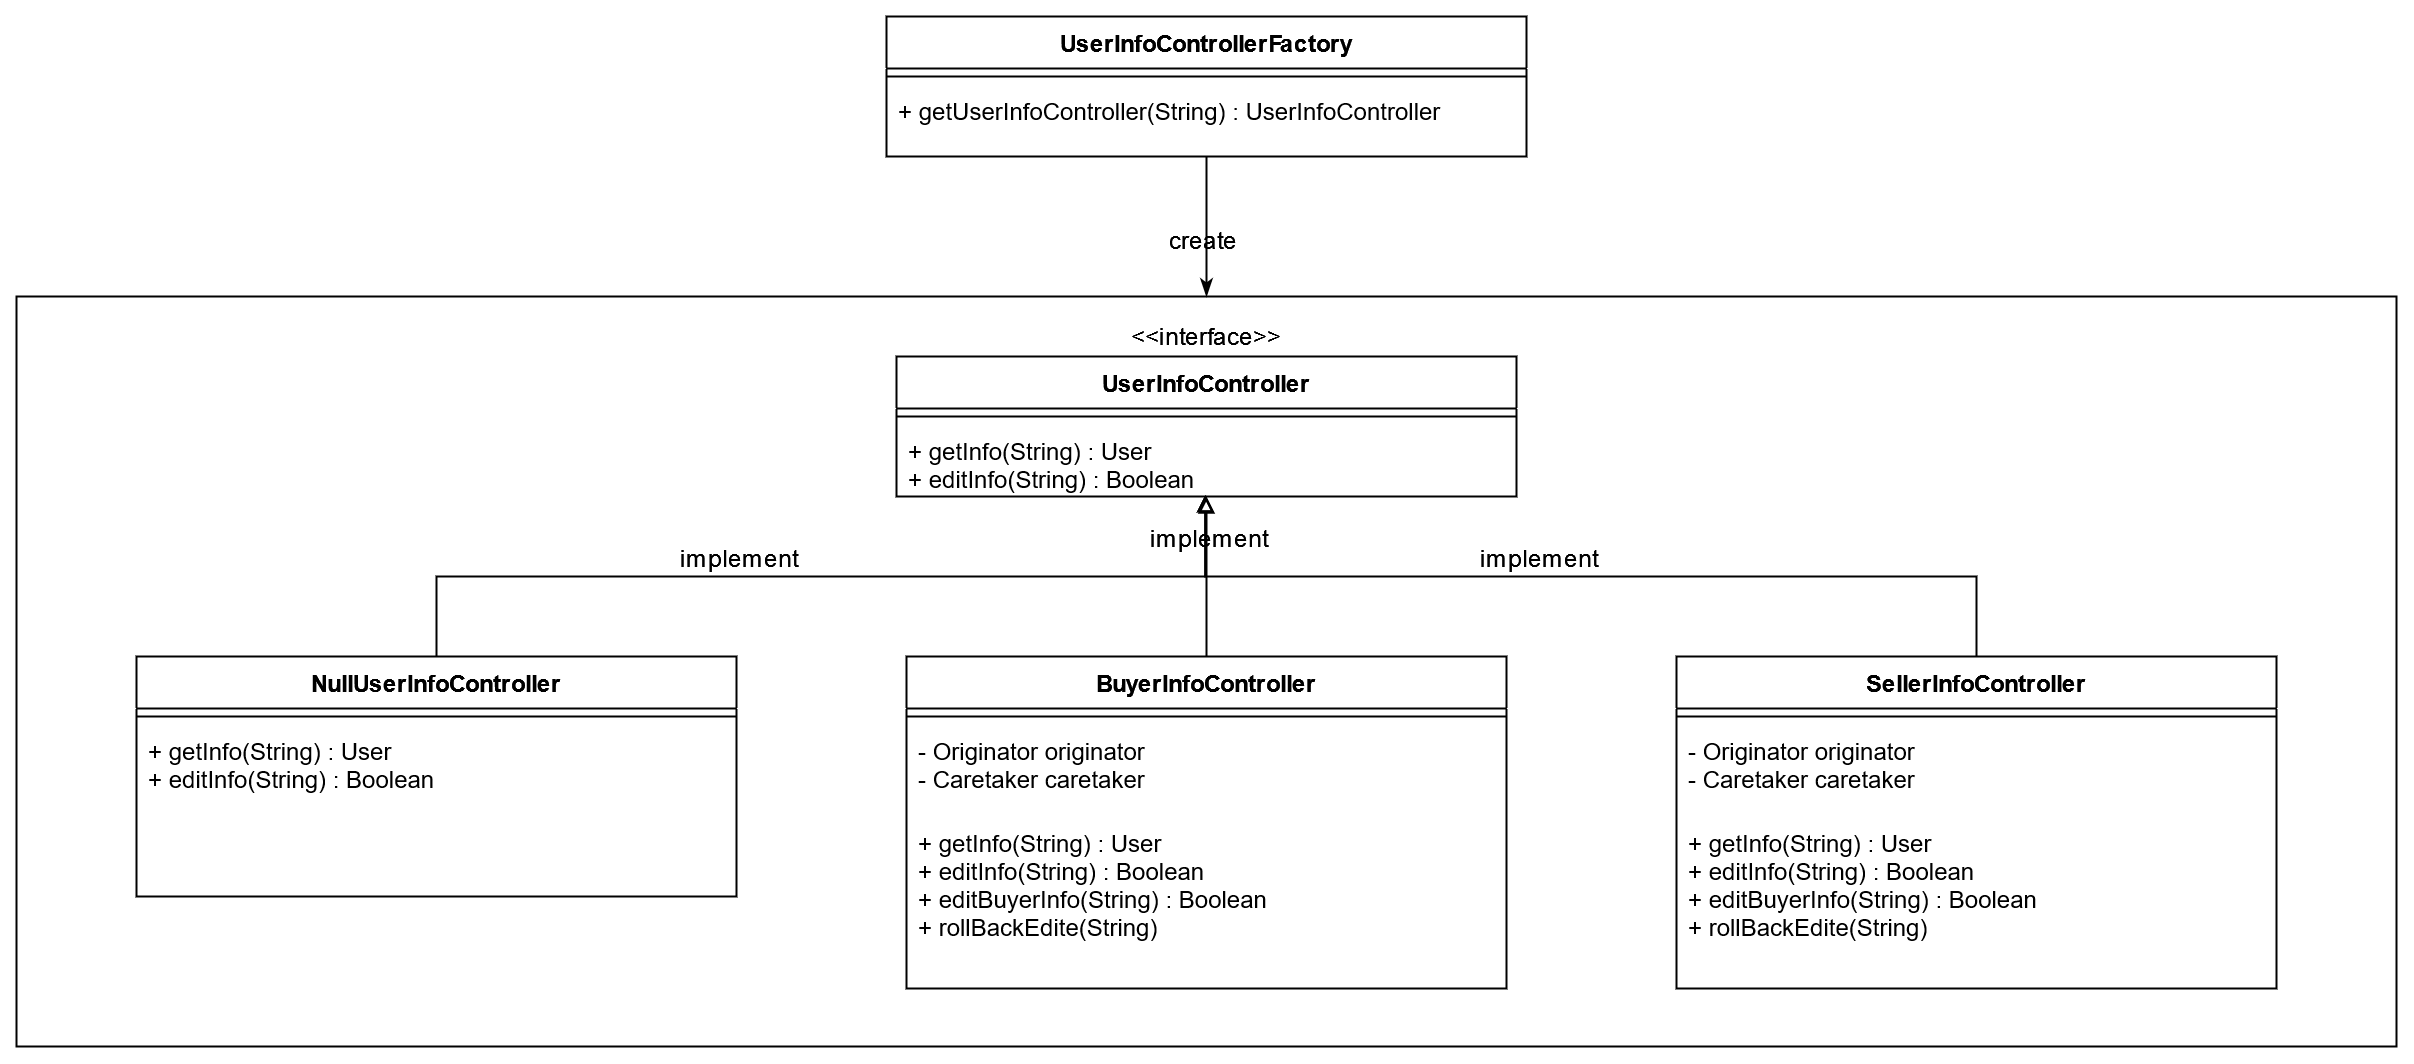 UserInfoControllerFactory
+ getUserInfoController(String) : UserInfoController
create
<<interface>>
UserInfoController
+ getInfo(String) : User
+ editInfo(String) : Boolean
implement
implement
implement
NullUserInfoController
+ getInfo(String) : User
+ editInfo(String) : Boolean
BuyerInfoController
- Originator originator
- Caretaker caretaker
+ getInfo(String) : User
+ editInfo(String) : Boolean
+ editBuyerInfo(String) : Boolean
+ rollBackEdite(String)
SellerInfoController
- Originator originator
- Caretaker caretaker
+ getInfo(String) : User
+ editInfo(String) : Boolean
+ editBuyerInfo(String) : Boolean
+ rollBackEdite(String)